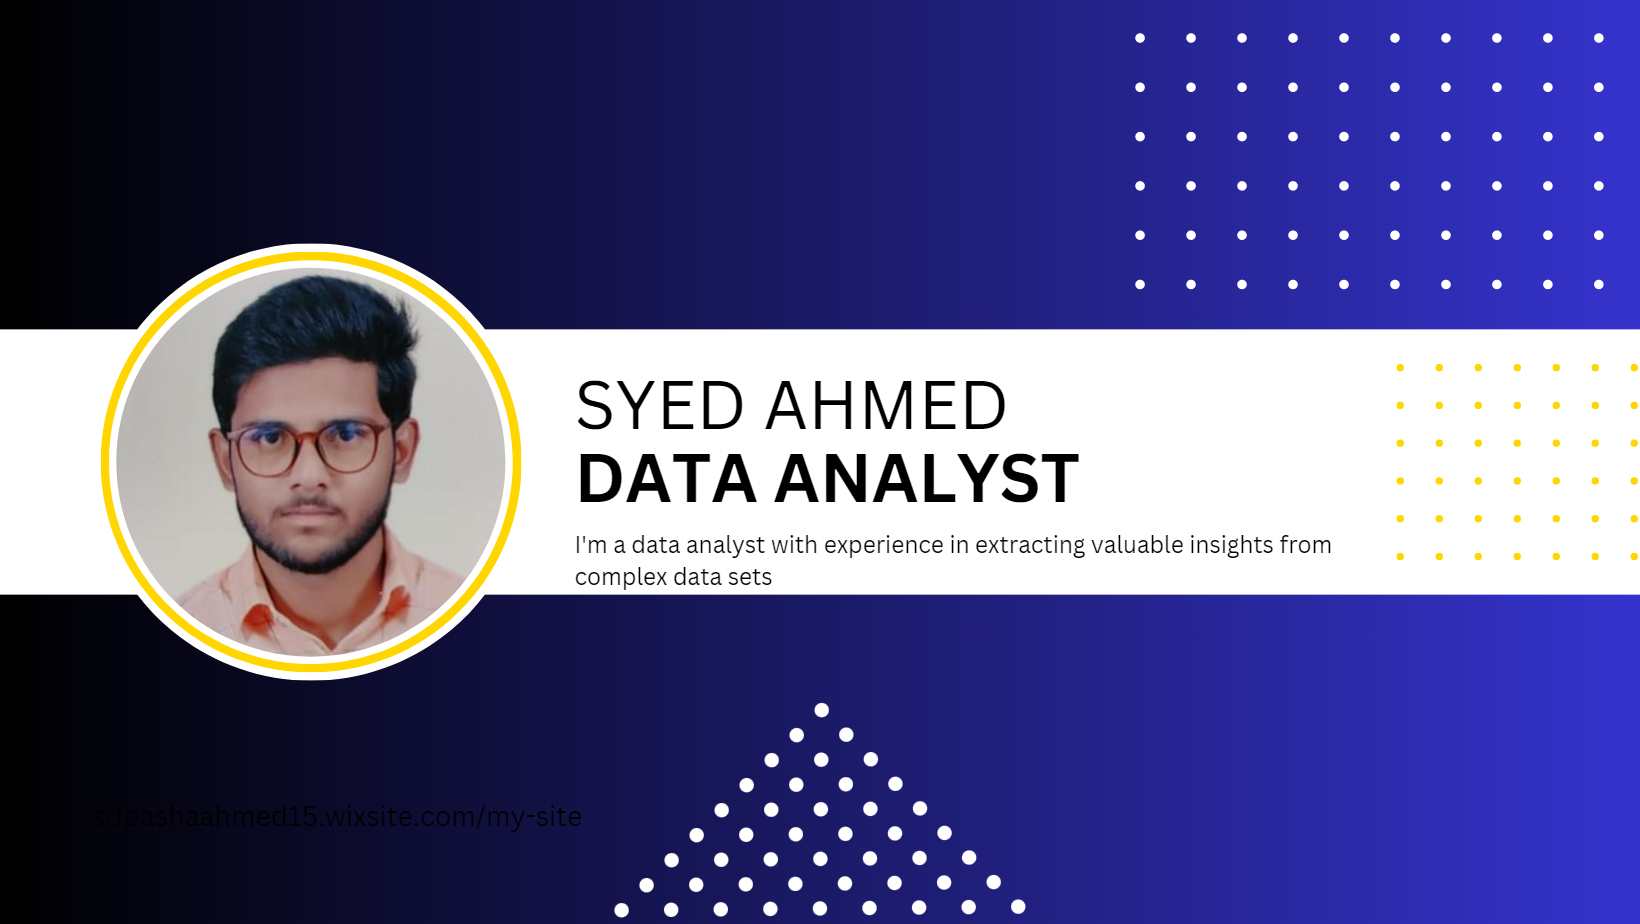 SYED AHMED
DATA ANALYST
I'm a data analyst with experience in extracting valuable insights from
complex data sets
sdpashaahmed15.wixsite.com/my-site